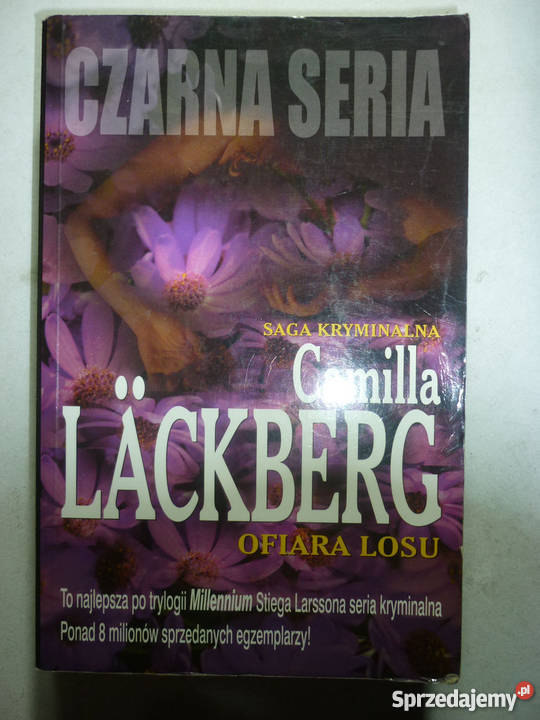 CZARNA SERIA
SAGA KRYMINALNA
Camilla
LÄCKBERG
OFIARA LOSU
To najlepsza po trylogii Millennium Stiega Larssona seria kryminalna
Ponad 8 milionów sprzedanych egzemplarzy!
Sprzedajemy.pl